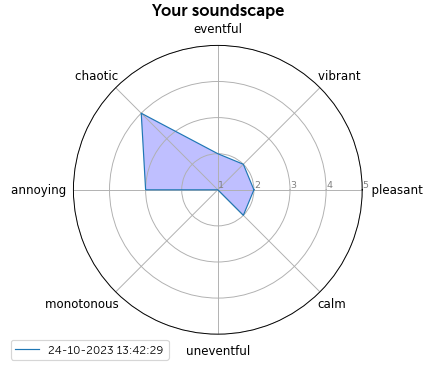 Your soundscape
eventful
chaotic
vibrant
annoying
1
2
3
4
5
pleasant
monotonous
calm
uneventful
24-10-2023 13:42:29